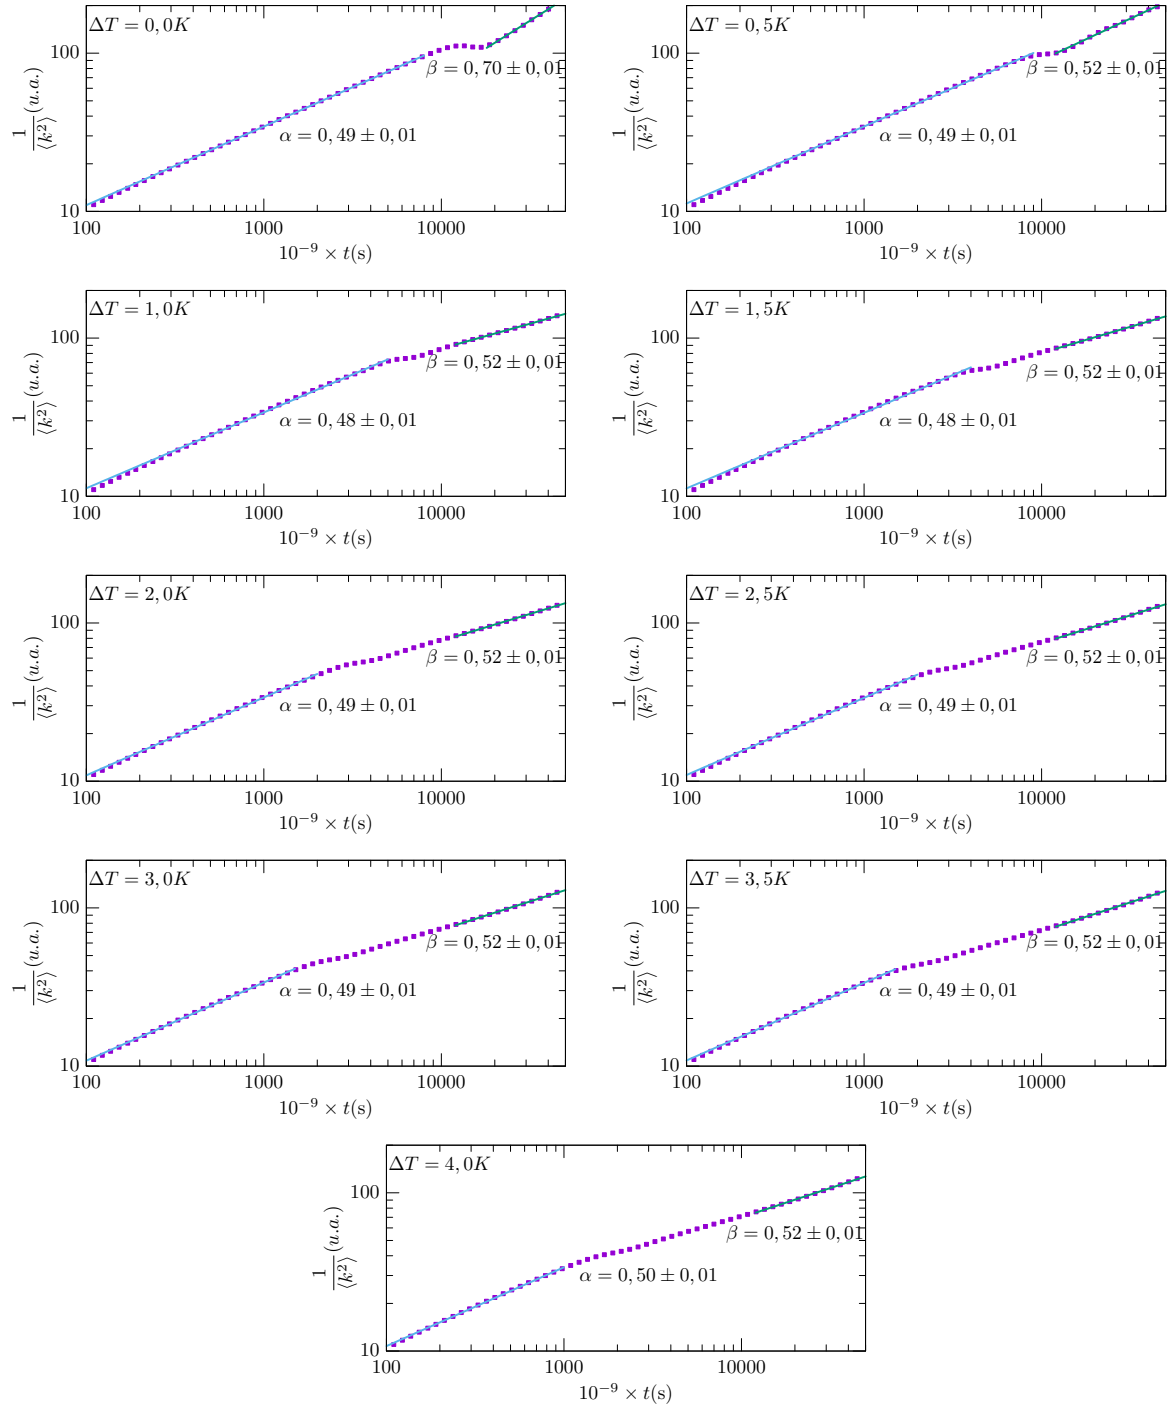 ΔT = 0,0K
100
10
1/⟨k²⟩ (u.a.)
β = 0,70 ± 0,01
α = 0,49 ± 0,01
100 1000 10000
10⁻⁹ × t(s)
ΔT = 0,5K
100
10
1/⟨k²⟩ (u.a.)
β = 0,52 ± 0,01
α = 0,49 ± 0,01
100 1000 10000
10⁻⁹ × t(s)
ΔT = 1,0K
100
10
1/⟨k²⟩ (u.a.)
β = 0,52 ± 0,01
α = 0,48 ± 0,01
100 1000 10000
10⁻⁹ × t(s)
ΔT = 1,5K
100
10
1/⟨k²⟩ (u.a.)
β = 0,52 ± 0,01
α = 0,48 ± 0,01
100 1000 10000
10⁻⁹ × t(s)
ΔT = 2,0K
100
10
1/⟨k²⟩ (u.a.)
β = 0,52 ± 0,01
α = 0,49 ± 0,01
100 1000 10000
10⁻⁹ × t(s)
ΔT = 2,5K
100
10
1/⟨k²⟩ (u.a.)
β = 0,52 ± 0,01
α = 0,49 ± 0,01
100 1000 10000
10⁻⁹ × t(s)
ΔT = 3,0K
100
10
1/⟨k²⟩ (u.a.)
β = 0,52 ± 0,01
α = 0,49 ± 0,01
100 1000 10000
10⁻⁹ × t(s)
ΔT = 3,5K
100
10
1/⟨k²⟩ (u.a.)
β = 0,52 ± 0,01
α = 0,49 ± 0,01
100 1000 10000
10⁻⁹ × t(s)
ΔT = 4,0K
100
10
1/⟨k²⟩ (u.a.)
β = 0,52 ± 0,01
α = 0,50 ± 0,01
100 1000 10000
10⁻⁹ × t(s)